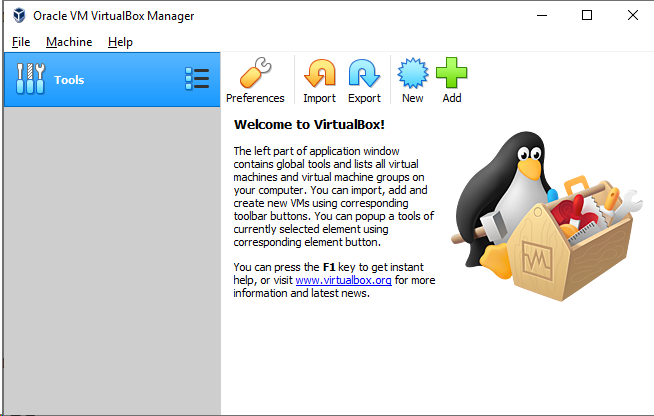 Oracle VM VirtualBox Manager
File Machine Help
Tools
Preferences Import Export New Add
Welcome to VirtualBox!
The left part of application window
contains global tools and lists all virtual
machines and virtual machine groups on
your computer. You can import, add and
create new VMs using corresponding
toolbar buttons. You can popup a tools of
currently selected element using
corresponding element button.
You can press the F1 key to get instant
help, or visit www.virtualbox.org for more
information and latest news.